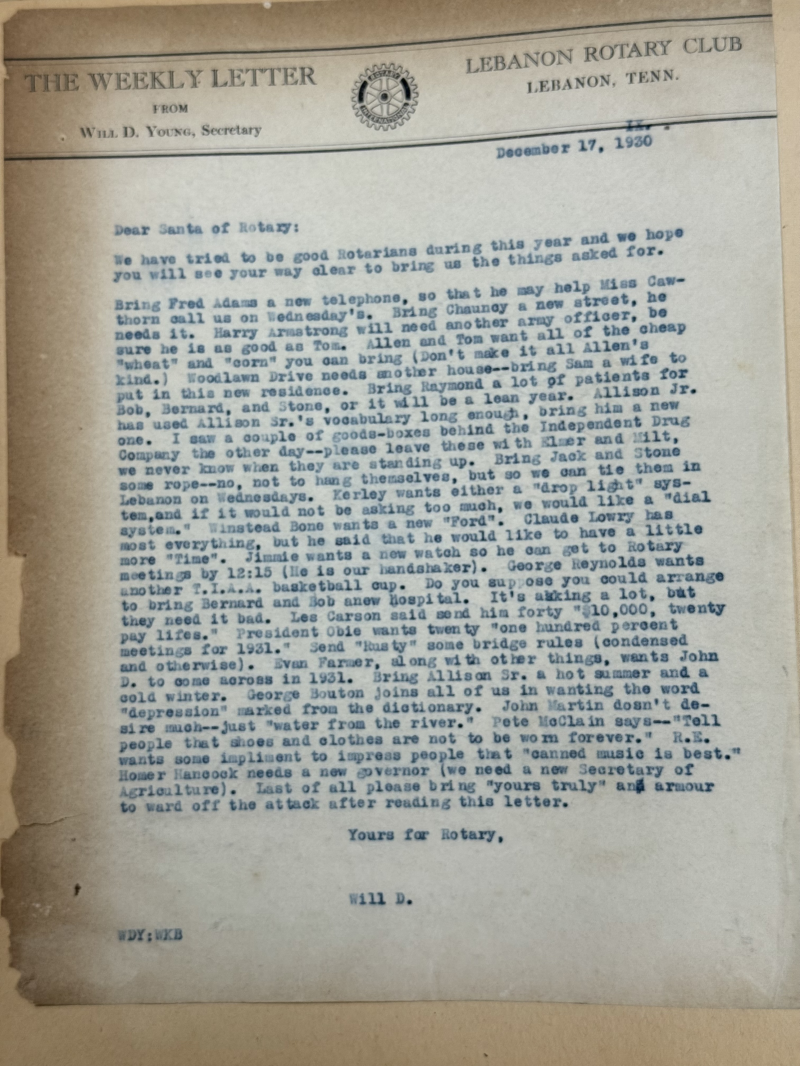 THE WEEKLY LETTER
FROM
WILL D. YOUNG, Secretary
ROTARY
INTERNATIONAL
LEBANON ROTARY CLUB
LEBANON, TENN.
December 17, 1930
Dear Santa of Rotary:
We have tried to be good Rotarians during this year and we hope
you will see your way clear to bring us the things asked for.
Bring Fred Adams a new telephone, so that he may help Miss Caw-
thorn call us on Wednesday's. Bring Chauncy a new street, he
needs it. Harry Armstrong will need another army officer, be
sure he is as good as Tom. Allen and Tom want all of the cheap
"wheat" and "corn" you can bring (Don't make it all Allen's
kind.) Woodlawn Drive needs another house--bring Sam a wife to
put in this new residence. Bring Raymond a lot of patients for
Bob, Bernard, and Stone, or it will be a lean year. Allison Jr.
has used Allison Sr.'s vocabulary long enough, bring him a new
one. I saw a couple of goods-boxes behind the Independent Drug
Company the other day--please leave these with Elmer and Milt,
we never know when they are standing up. Bring Jack and Stone
some rope--no, not to hang themselves, but so we can tie them in
Lebanon on Wednesdays. Kerley wants either a "drop light" sys-
tem,and if it would not be asking too much, we would like a "dial
system." Winstead Bone wants a new "Ford". Claude Lowry has
most everything, but he said that he would like to have a little
more "Time". Jimmie wants a new watch so he can get to Rotary
meetings by 12:15 (He is our handshaker). George Reynolds wants
another T.I.A.A. basketball cup. Do you suppose you could arrange
to bring Bernard and Bob anew hospital. It's asking a lot, but
they need it bad. Les Carson said send him forty "$10,000, twenty
pay lifes." President Obie wants twenty "one hundred percent
meetings for 1931." Send "Rusty" some bridge rules (condensed
and otherwise). Evan Farmer, along with other things, wants John
D. to come across in 1931. Bring Allison Sr. a hot summer and a
cold winter. George Bouton joins all of us in wanting the word
"depression" marked from the dictionary. John Martin dosn't de-
sire much--just "water from the river." Pete McClain says--"Tell
people that shoes and clothes are not to be worn forever." R.E.
wants some impliment to impress people that "canned music is best."
Homer Hancock needs a new governor (we need a new Secretary of
Agriculture). Last of all please bring "yours truly" an armour
to ward off the attack after reading this letter.
Yours for Rotary,
Will D.
WDY:WKB